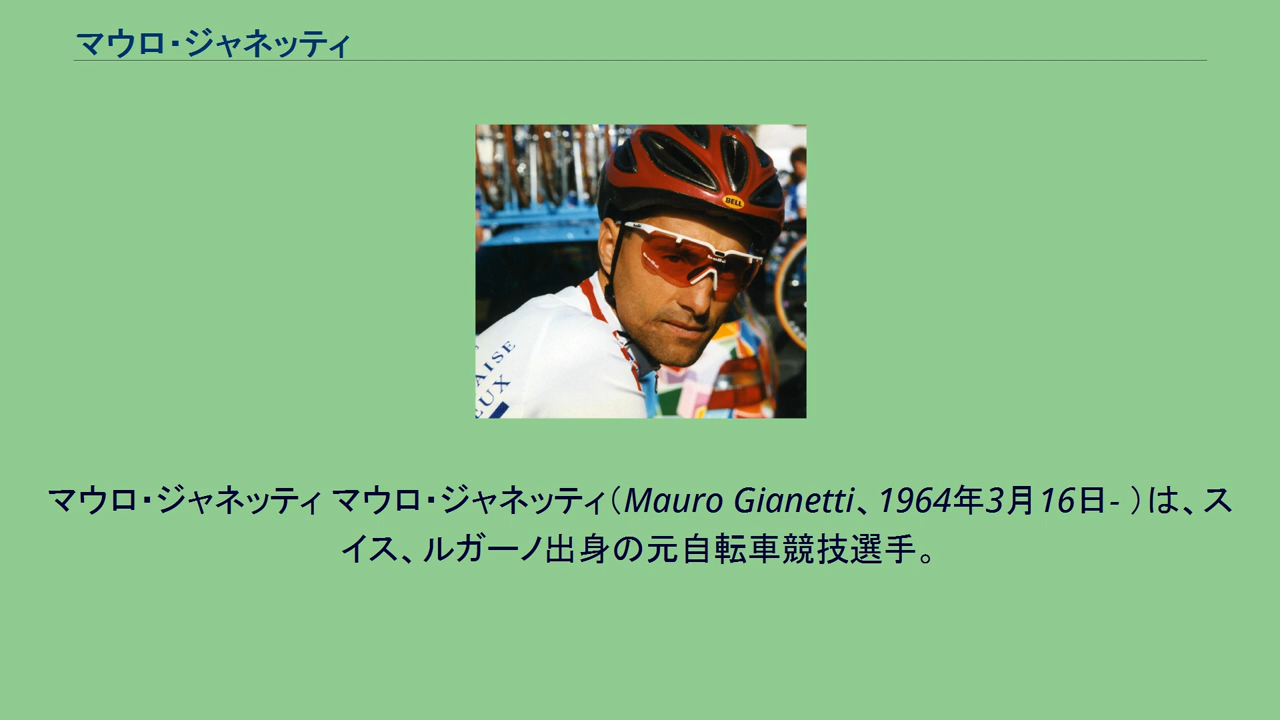 マウロ・ジャネッティ
BELL
AISE
EUX
マウロ・ジャネッティ マウロ・ジャネッティ（Mauro Gianetti、1964年3月16日- ）は、ス
イス、ルガーノ出身の元自転車競技選手。